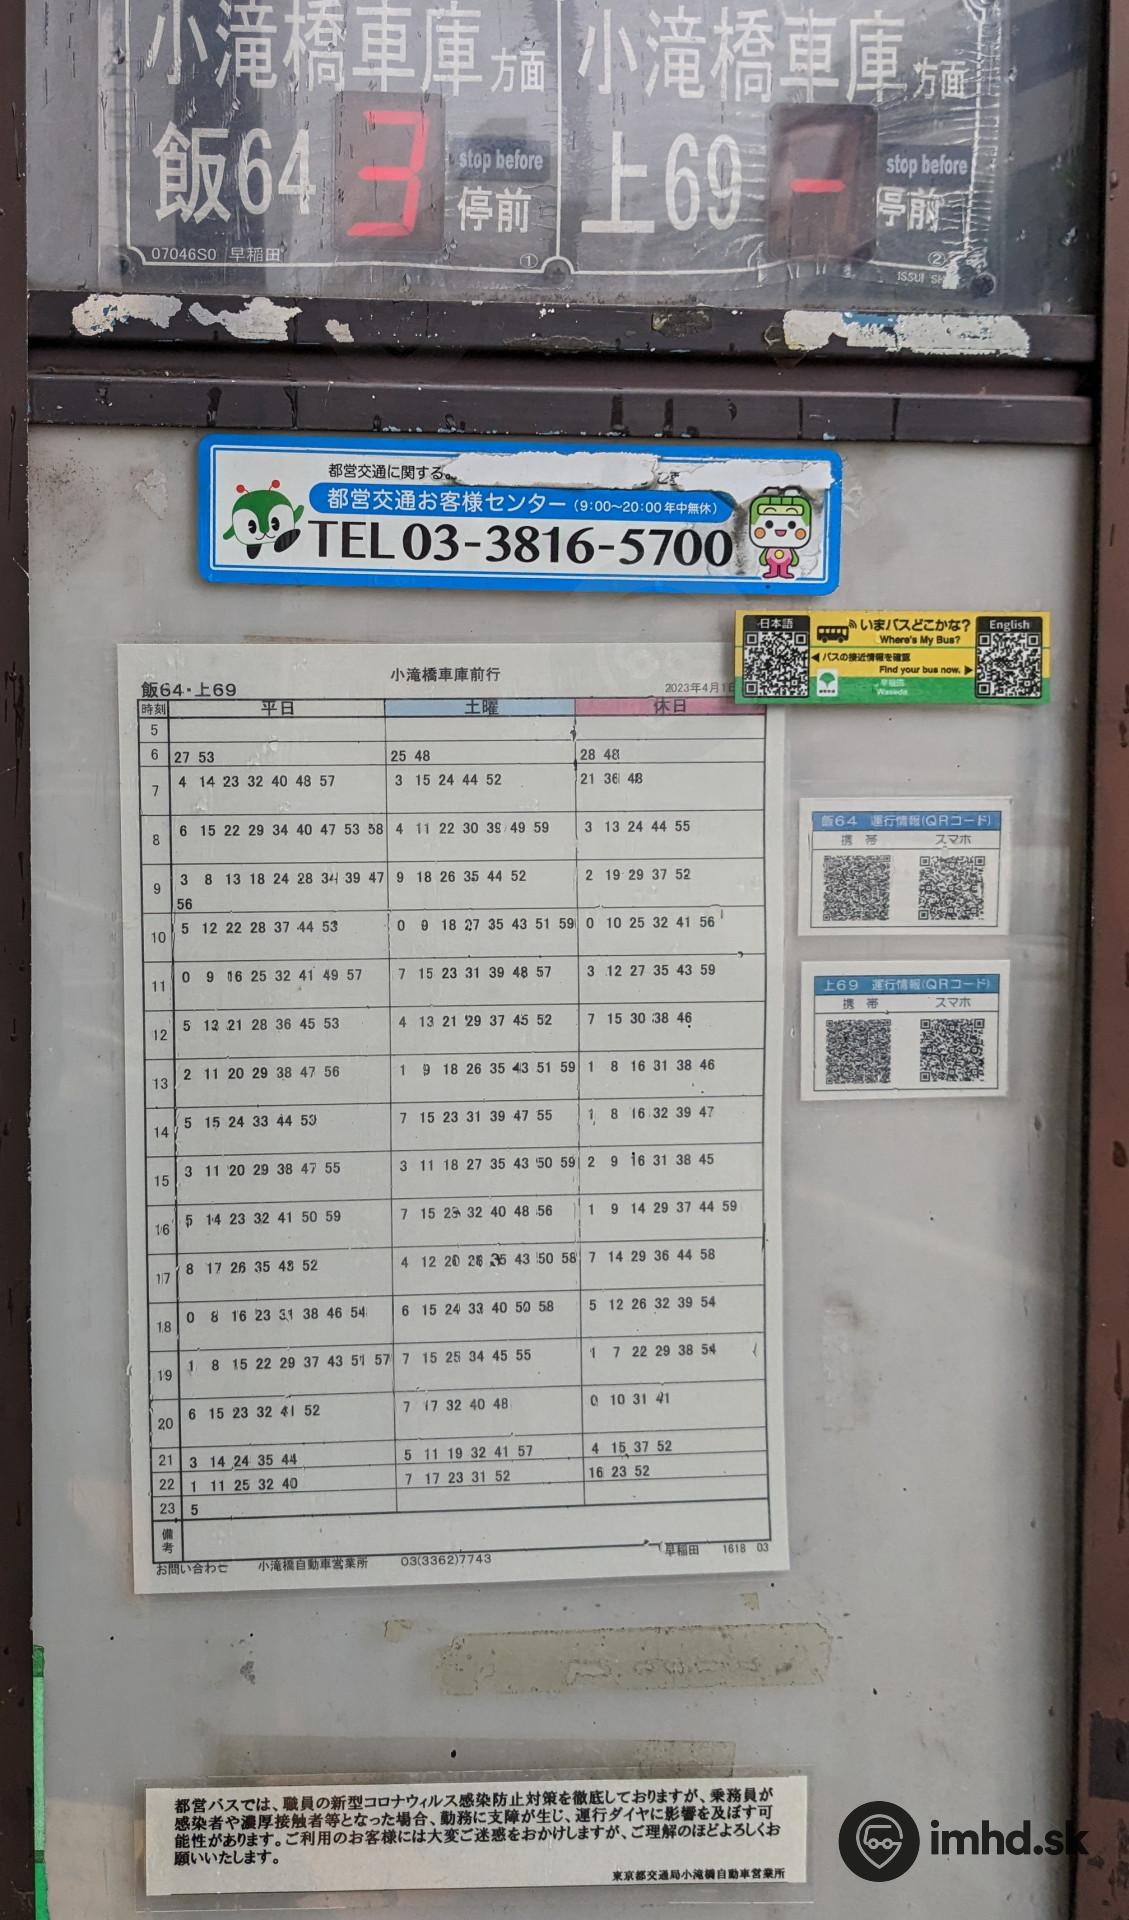 小滝橋車庫方面 小滝橋車庫方面
飯64 3 stop before 停前 上69 - stop before 停前
07046S0 早稲田 ① ②
都営交通に関する
都営交通お客様センター(9:00〜20:00年中無休)
TEL03-3816-5700
日本語 いまバスどこかな? English
Where's My Bus?
◀バスの接近情報を確認
Find your bus now.▶
早稲田
Waseda
小滝橋車庫前行
飯64・上69 2023年4月1
時刻 平日 土曜 休日
5
6 27 53 25 48 28 48
7 4 14 23 32 40 48 57 3 15 24 44 52 21 36 48
8 6 15 22 29 34 40 47 53 58 4 11 22 30 39 49 59 3 13 24 44 55
9 3 8 13 18 24 28 34 39 47 9 18 26 35 44 52 2 19 29 37 52
56
10 5 12 22 28 37 44 53 0 9 18 27 35 43 51 59 0 10 25 32 41 56
11 0 9 16 25 32 41 49 57 7 15 23 31 39 48 57 3 12 27 35 43 59
12 5 13 21 28 36 45 53 4 13 21 29 37 45 52 7 15 30 38 46
13 2 11 20 29 38 47 56 1 9 18 26 35 43 51 59 1 8 16 31 38 46
14 5 15 24 33 44 53 7 15 23 31 39 47 55 1 8 16 32 39 47
15 3 11 20 29 38 47 55 3 11 18 27 35 43 50 59 2 9 16 31 38 45
16 5 14 23 32 41 50 59 7 15 23 32 40 48 56 1 9 14 29 37 44 59
17 8 17 26 35 43 52 4 12 20 28 35 43 50 58 7 14 29 36 44 58
18 0 8 16 23 31 38 46 54 6 15 24 33 40 50 58 5 12 26 32 39 54
19 1 8 15 22 29 37 43 51 57 7 15 25 34 45 55 1 7 22 29 38 54
20 6 15 23 32 41 52 7 17 32 40 48 0 10 31 41
21 3 14 24 35 44 5 11 19 32 41 57 4 15 37 52
22 1 11 25 32 40 7 17 23 31 52 16 23 52
23 5
備考
お問い合わせ 小滝橋自動車営業所 03(3362)7743 早稲田 1618 03
飯64 運行情報(QRコード)
携帯 スマホ
上69 運行情報(QRコード)
携帯 スマホ
都営バスでは、職員の新型コロナウィルス感染防止対策を徹底しておりますが、乗務員が
感染者や濃厚接触者等となった場合、勤務に支障が生じ、運行ダイヤに影響を及ぼす可
能性があります。ご利用のお客様には大変ご迷惑をおかけしますが、ご理解のほどよろしくお
願いいたします。
東京都交通局小滝橋自動車営業所
imhd.sk